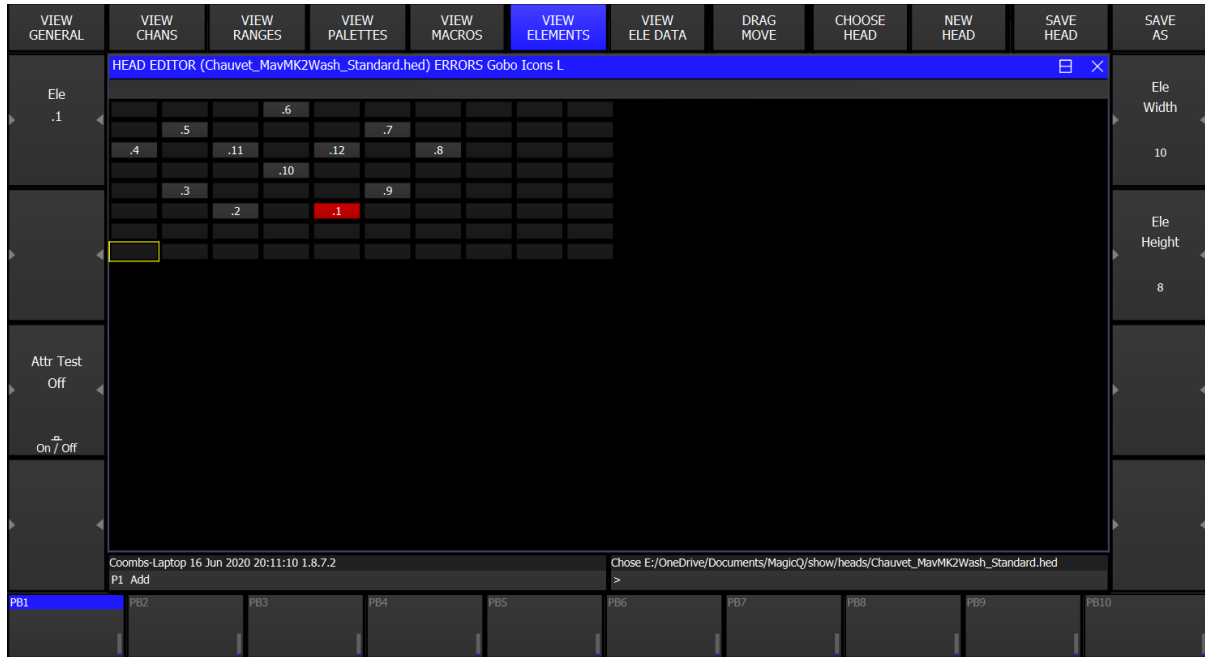 VIEW GENERAL
VIEW CHANS
VIEW RANGES
VIEW PALETTES
VIEW MACROS
VIEW ELEMENTS
VIEW ELE DATA
DRAG MOVE
CHOOSE HEAD
NEW HEAD
SAVE HEAD
SAVE AS
HEAD EDITOR (Chauvet_MavMK2Wash_Standard.hed) ERRORS Gobo Icons L
Ele
.1
Attr Test
Off
On / Off
.6
.5 .7
.4 .11 .12 .8
.10
.3 .9
.2 .1
Ele
Width
10
Ele
Height
8
Coombs-Laptop 16 Jun 2020 20:11:10 1.8.7.2
P1 Add
Chose E:/OneDrive/Documents/MagicQ/show/heads/Chauvet_MavMK2Wash_Standard.hed
>
PB1 PB2 PB3 PB4 PB5 PB6 PB7 PB8 PB9 PB10